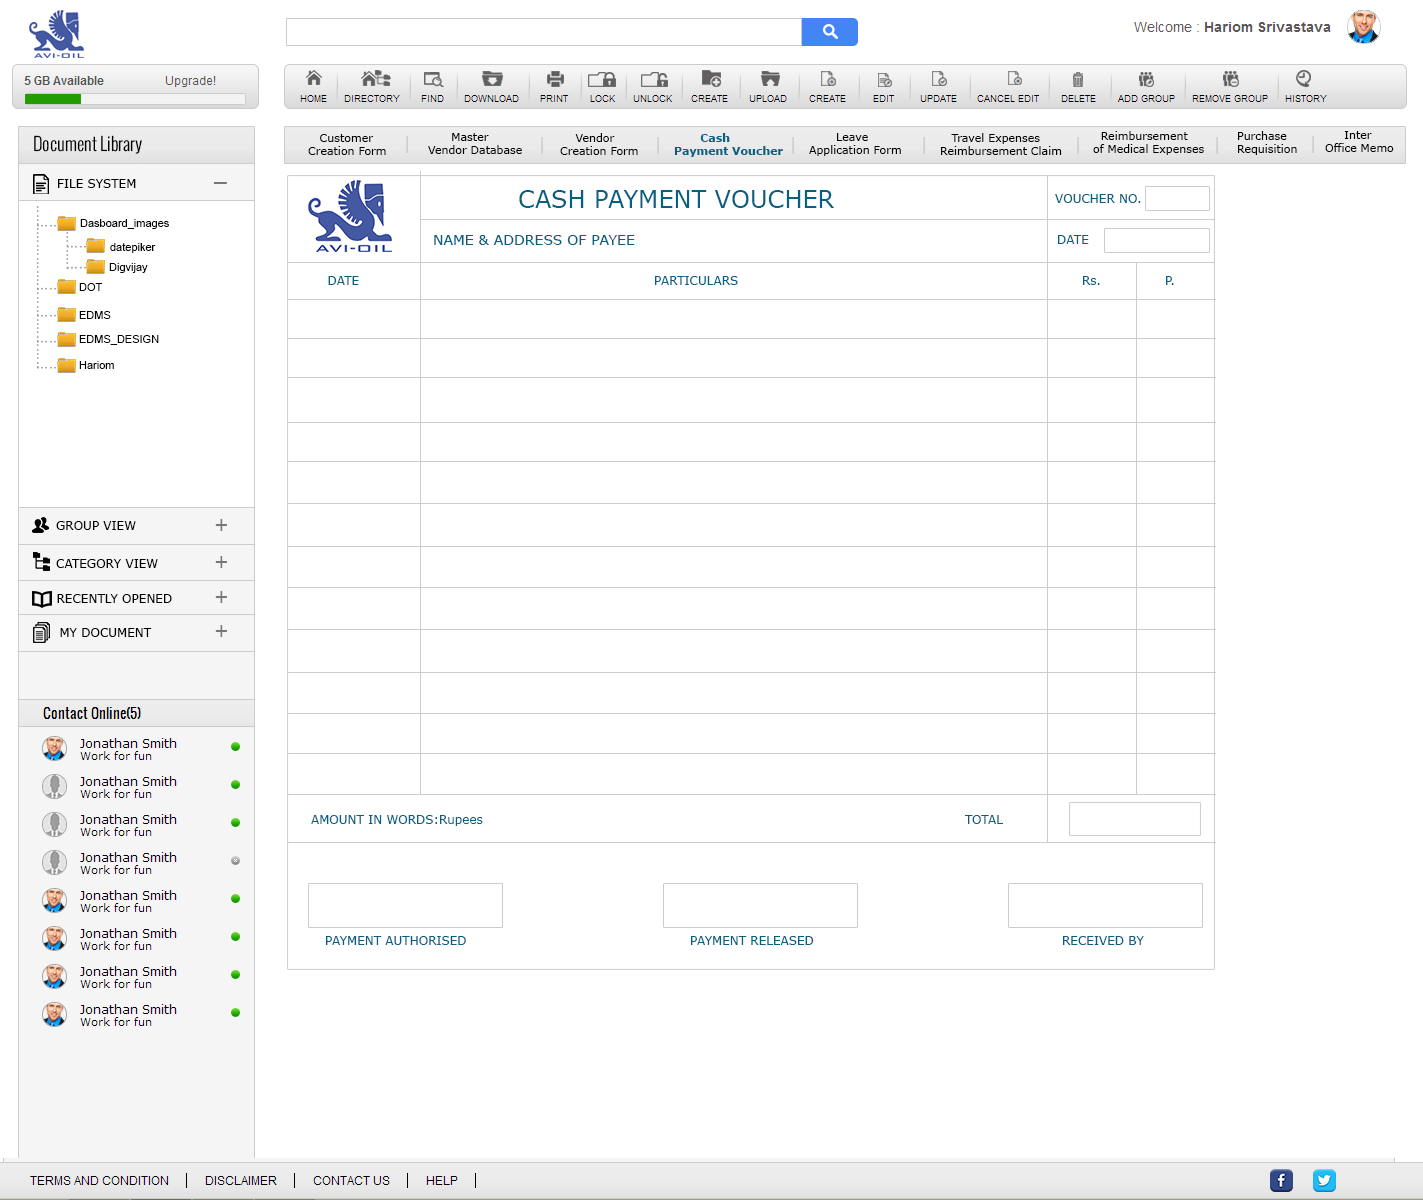 AVI-OIL
Welcome : Hariom Srivastava
5 GB Available Upgrade!
HOME DIRECTORY FIND DOWNLOAD PRINT LOCK UNLOCK CREATE UPLOAD CREATE EDIT UPDATE CANCEL EDIT DELETE ADD GROUP REMOVE GROUP HISTORY
Document Library
FILE SYSTEM
Dasboard_images
datepiker
Digvijay
DOT
EDMS
EDMS_DESIGN
Hariom
GROUP VIEW
CATEGORY VIEW
RECENTLY OPENED
MY DOCUMENT
Contact Online(5)
Jonathan Smith
Work for fun
Jonathan Smith
Work for fun
Jonathan Smith
Work for fun
Jonathan Smith
Work for fun
Jonathan Smith
Work for fun
Jonathan Smith
Work for fun
Jonathan Smith
Work for fun
Jonathan Smith
Work for fun
Customer
Creation Form
Master
Vendor Database
Vendor
Creation Form
Cash
Payment Voucher
Leave
Application Form
Travel Expenses
Reimbursement Claim
Reimbursement
of Medical Expenses
Purchase
Requisition
Inter
Office Memo
AVI-OIL
CASH PAYMENT VOUCHER
VOUCHER NO.
NAME & ADDRESS OF PAYEE
DATE
DATE PARTICULARS Rs. P.
AMOUNT IN WORDS:Rupees TOTAL
PAYMENT AUTHORISED PAYMENT RELEASED RECEIVED BY
TERMS AND CONDITION DISCLAIMER CONTACT US HELP